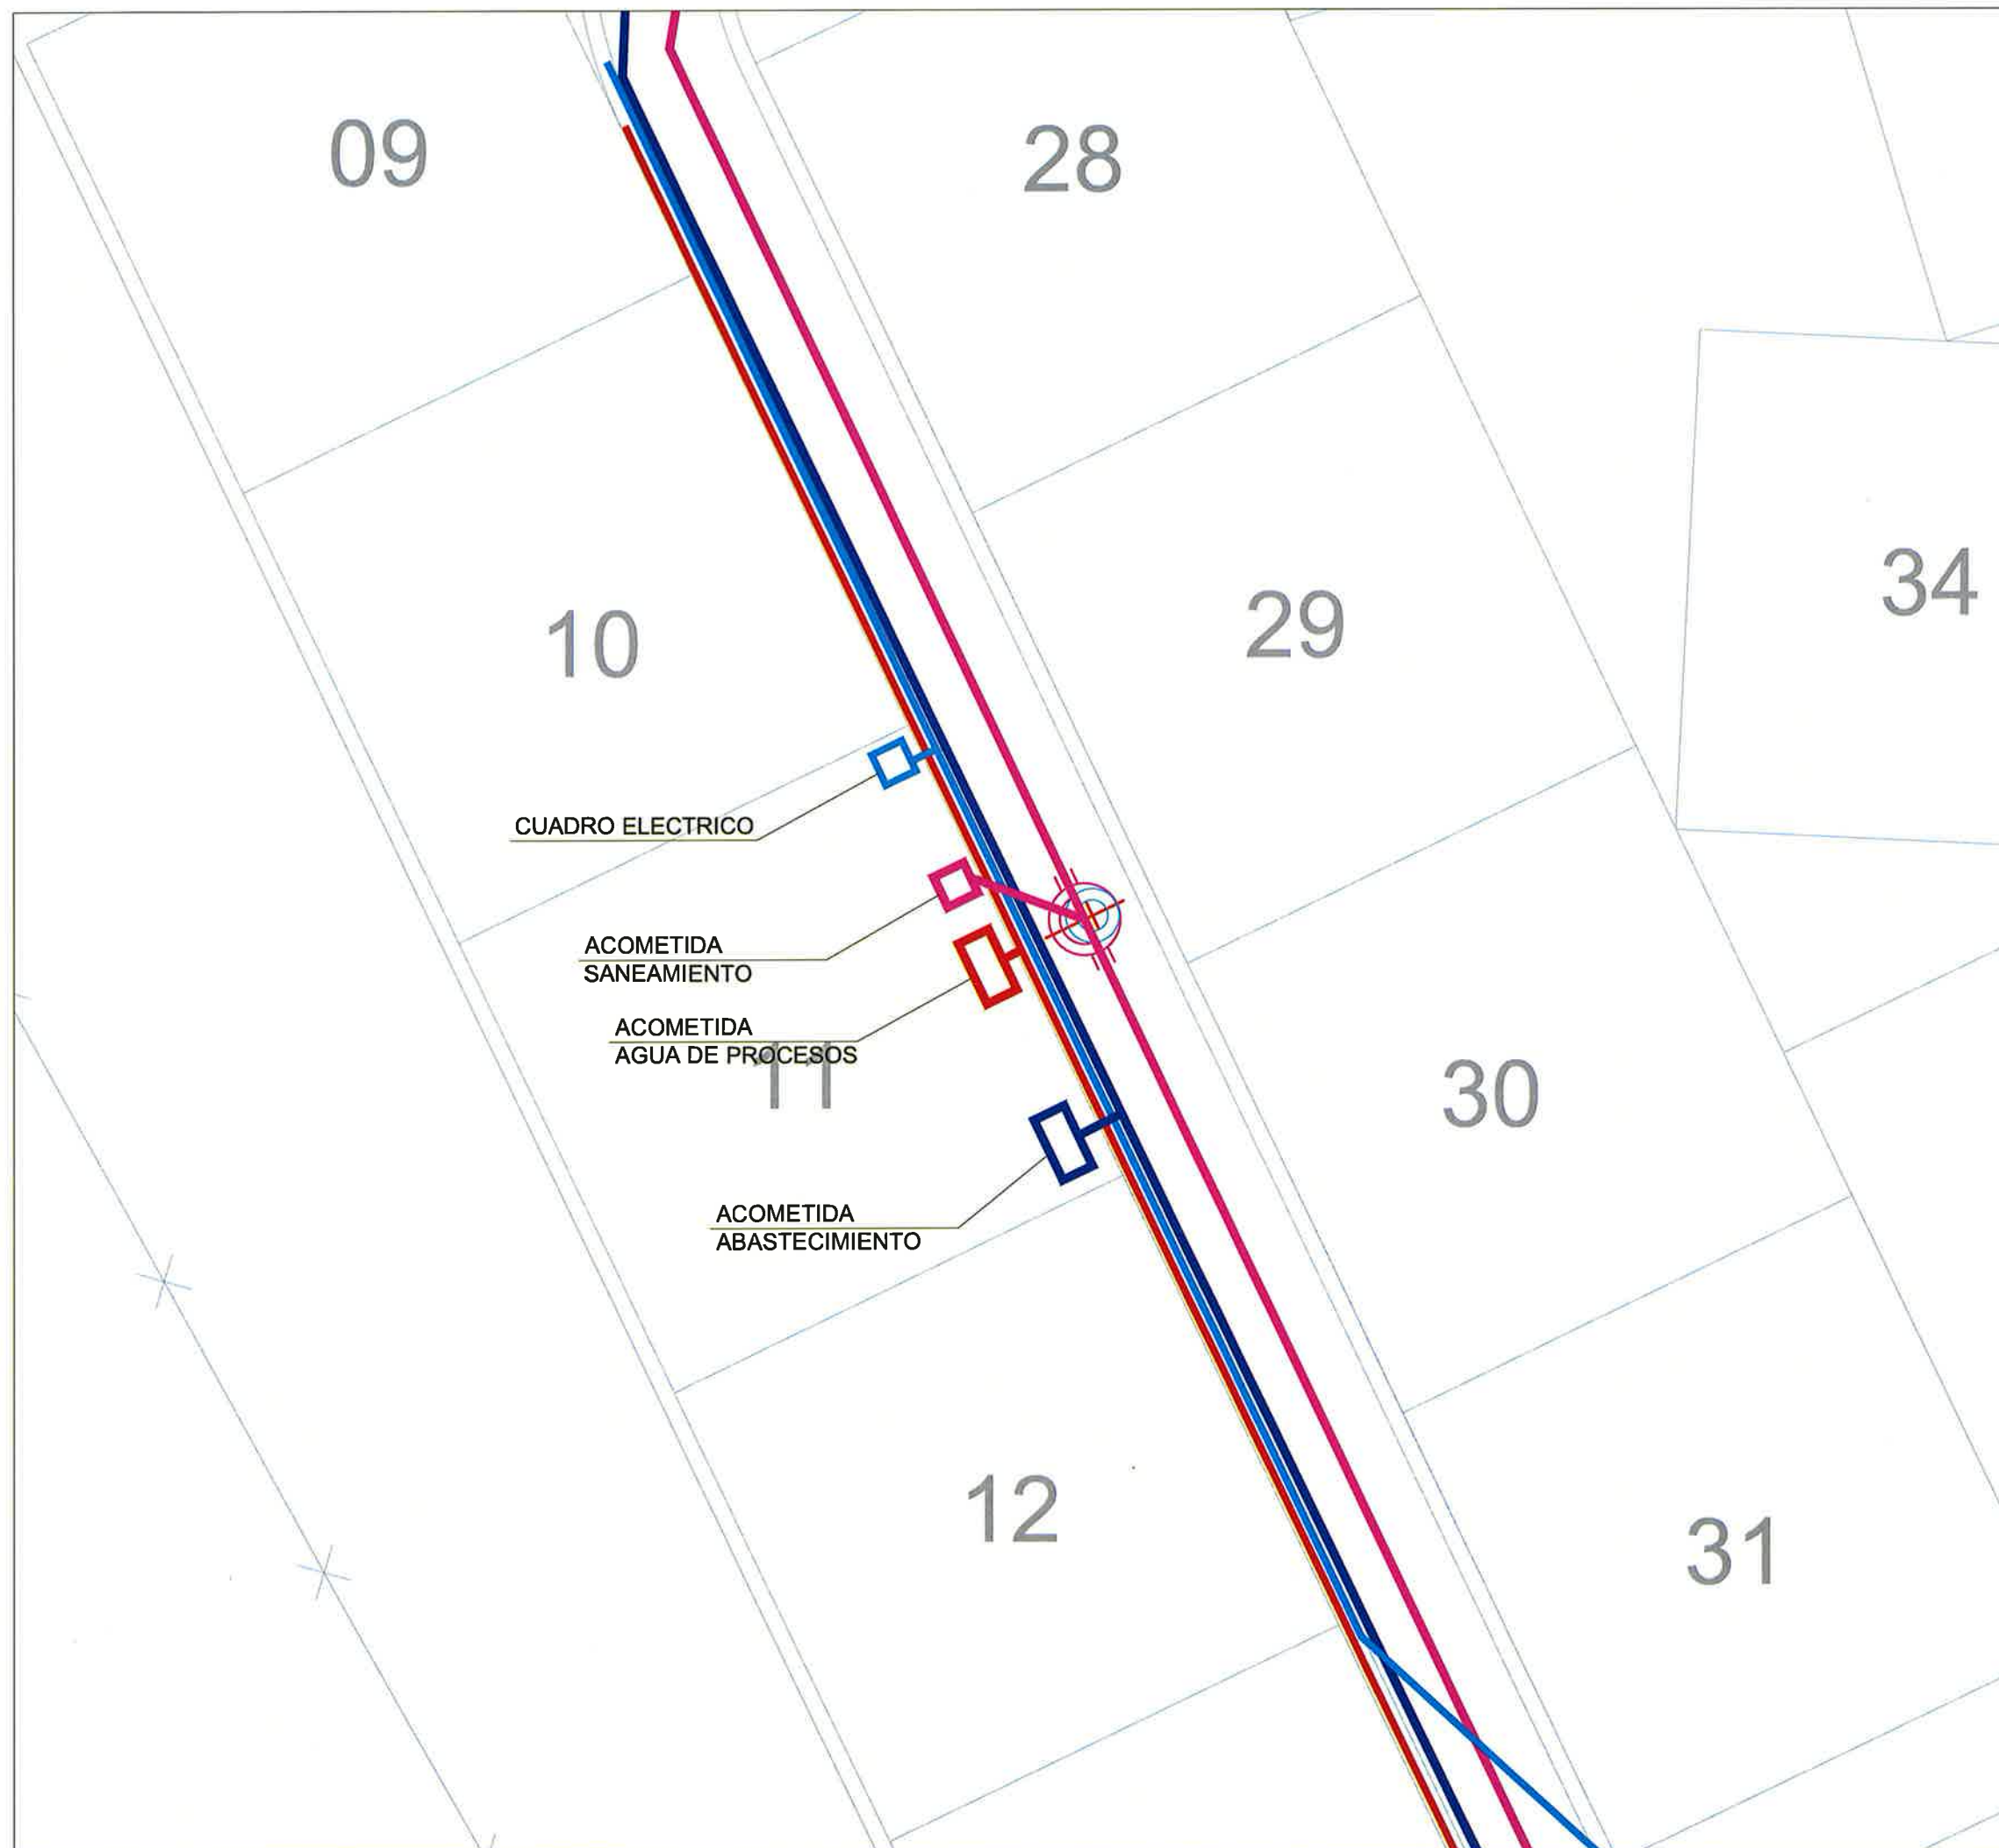 09
28
34
29
10
CUADRO ELECTRICO
ACOMETIDA
SANEAMIENTO
ACOMETIDA
AGUA DE PROCESOS
11
30
ACOMETIDA
ABASTECIMIENTO
12
31